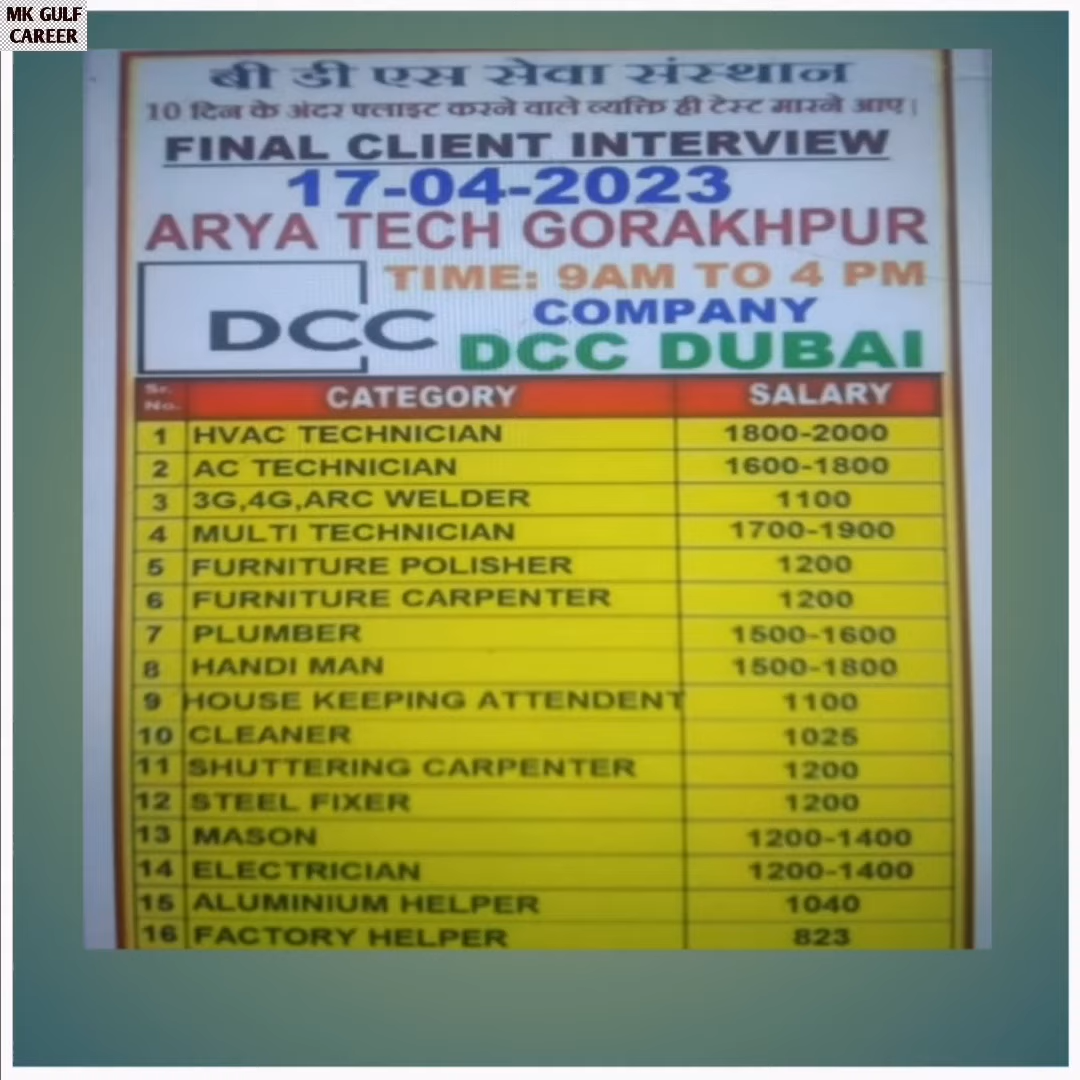 MK GULF
CAREER
बी डी एस सेवा संस्थान
10 दिन के अंदर फ्लाइट करने वाले व्यक्ति ही टेस्ट मारने आए|
FINAL CLIENT INTERVIEW
17-04-2023
ARYA TECH GORAKHPUR
TIME: 9AM TO 4 PM
DCC
COMPANY
DCC DUBAI
Sr. No. CATEGORY SALARY
1 HVAC TECHNICIAN 1800-2000
2 AC TECHNICIAN 1600-1800
3 3G,4G,ARC WELDER 1100
4 MULTI TECHNICIAN 1700-1900
5 FURNITURE POLISHER 1200
6 FURNITURE CARPENTER 1200
7 PLUMBER 1500-1600
8 HANDI MAN 1500-1800
9 HOUSE KEEPING ATTENDENT 1100
10 CLEANER 1025
11 SHUTTERING CARPENTER 1200
12 STEEL FIXER 1200
13 MASON 1200-1400
14 ELECTRICIAN 1200-1400
15 ALUMINIUM HELPER 1040
16 FACTORY HELPER 823